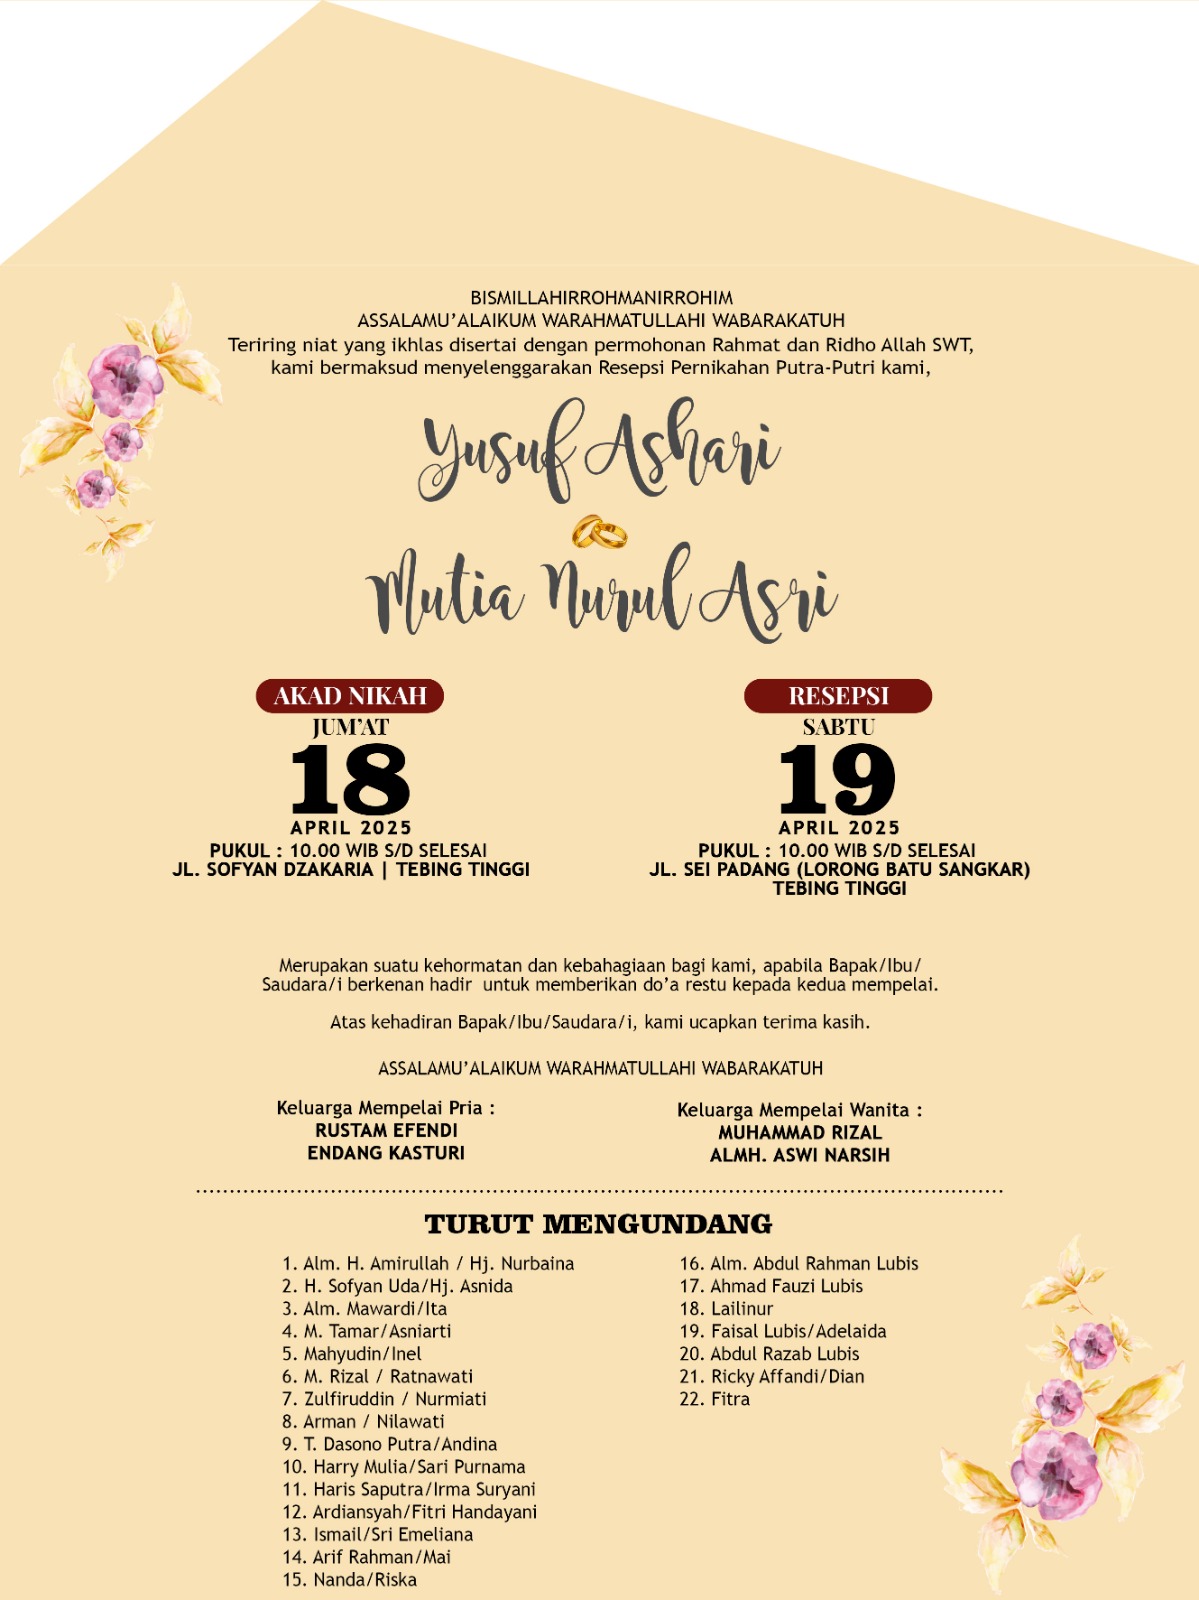 BISMILLAHIRROHMANIRROHIM
ASSALAMU’ALAIKUM WARAHMATULLAHI WABARAKATUH
Teriring niat yang ikhlas disertai dengan permohonan Rahmat dan Ridho Allah SWT,
kami bermaksud menyelenggarakan Resepsi Pernikahan Putra-Putri kami,
Yusuf Ashari
Mutia Nurul Asri
AKAD NIKAH
JUM’AT
18
APRIL 2025
PUKUL : 10.00 WIB S/D SELESAI
JL. SOFYAN DZAKARIA | TEBING TINGGI
RESEPSI
SABTU
19
APRIL 2025
PUKUL : 10.00 WIB S/D SELESAI
JL. SEI PADANG (LORONG BATU SANGKAR)
TEBING TINGGI
Merupakan suatu kehormatan dan kebahagiaan bagi kami, apabila Bapak/Ibu/
Saudara/i berkenan hadir untuk memberikan do’a restu kepada kedua mempelai.
Atas kehadiran Bapak/Ibu/Saudara/i, kami ucapkan terima kasih.
ASSALAMU’ALAIKUM WARAHMATULLAHI WABARAKATUH
Keluarga Mempelai Pria :
RUSTAM EFENDI
ENDANG KASTURI
Keluarga Mempelai Wanita :
MUHAMMAD RIZAL
ALMH. ASWI NARSIH
TURUT MENGUNDANG
1. Alm. H. Amirullah / Hj. Nurbaina
2. H. Sofyan Uda/Hj. Asnida
3. Alm. Mawardi/Ita
4. M. Tamar/Asniarti
5. Mahyudin/Inel
6. M. Rizal / Ratnawati
7. Zulfiruddin / Nurmiati
8. Arman / Nilawati
9. T. Dasono Putra/Andina
10. Harry Mulia/Sari Purnama
11. Haris Saputra/Irma Suryani
12. Ardiansyah/Fitri Handayani
13. Ismail/Sri Emeliana
14. Arif Rahman/Mai
15. Nanda/Riska
16. Alm. Abdul Rahman Lubis
17. Ahmad Fauzi Lubis
18. Lailinur
19. Faisal Lubis/Adelaida
20. Abdul Razab Lubis
21. Ricky Affandi/Dian
22. Fitra